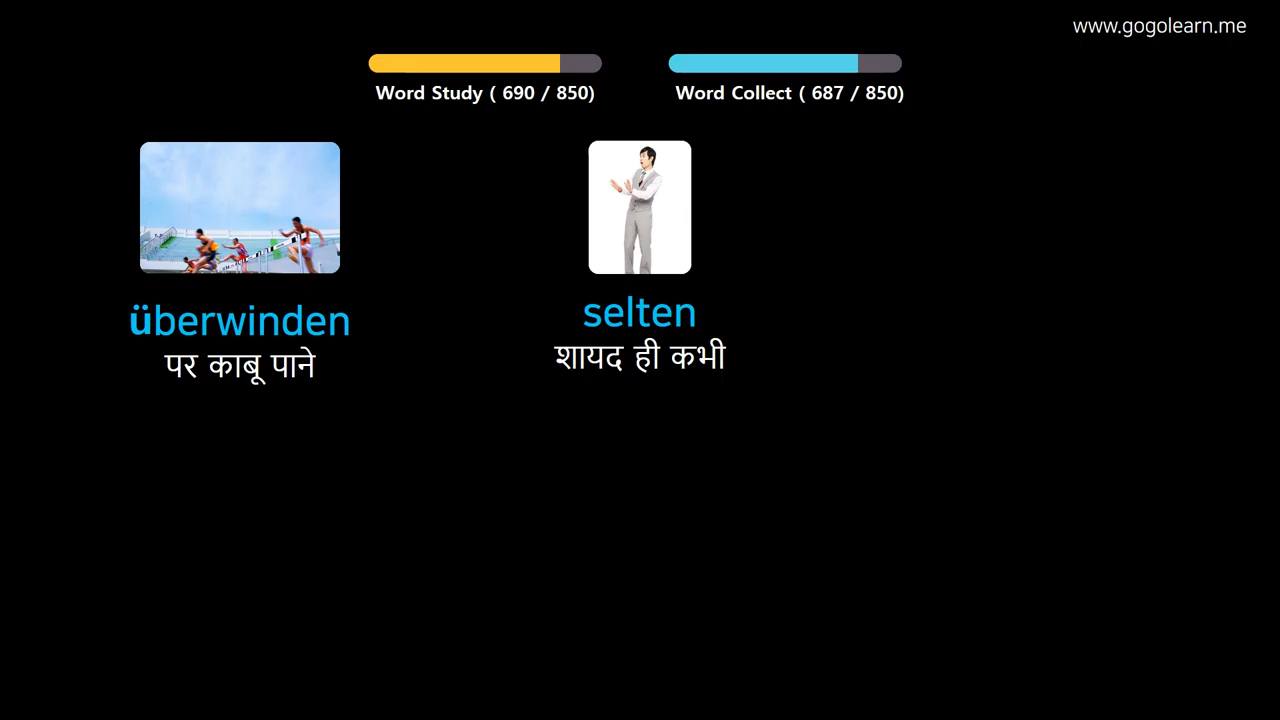 www.gogolearn.me
Word Study ( 690 / 850)
Word Collect ( 687 / 850)
überwinden
पर काबू पाने
selten
शायद ही कभी